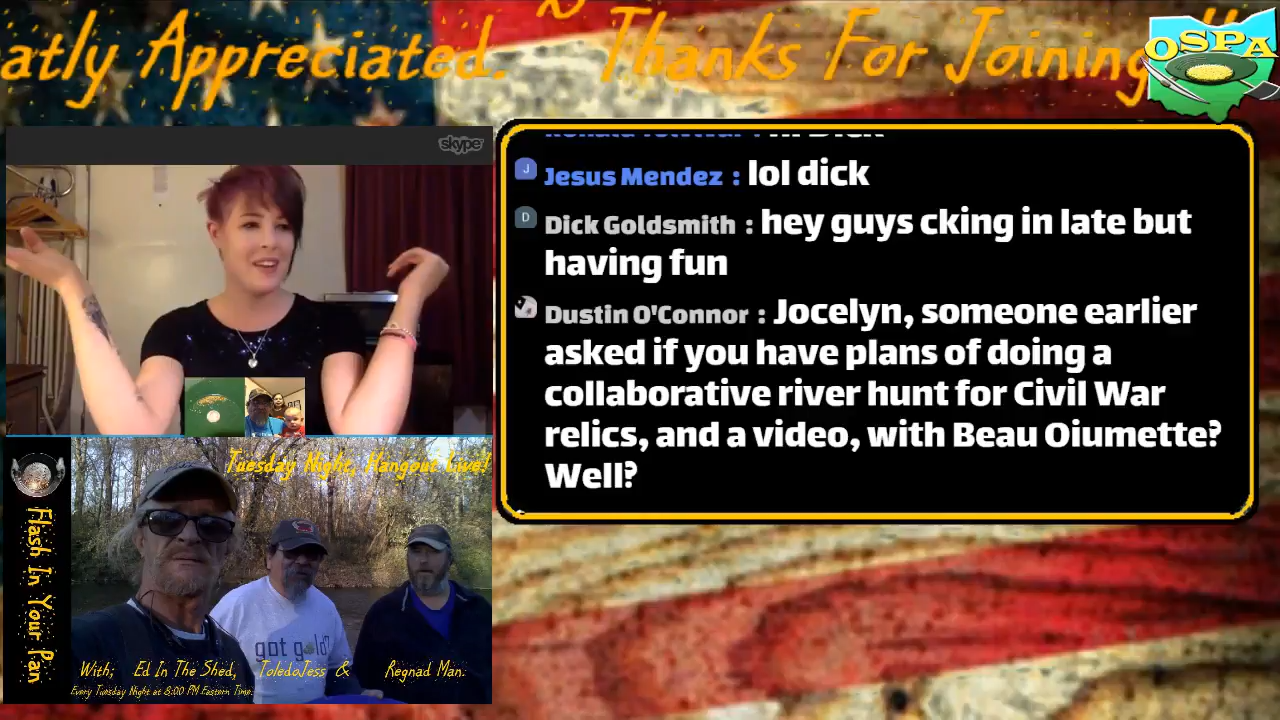 atly Appreciated. ~ Thanks For Joining
OSPA
skype
Jesus Mendez : lol dick
Dick Goldsmith : hey guys cking in late but
having fun
Dustin O'Connor : Jocelyn, someone earlier
asked if you have plans of doing a
collaborative river hunt for Civil War
relics, and a video, with Beau Oiumette?
Well?
Tuesday Night, Hangout Live!
Flash In Your Pan
got gold?
With; Ed In The Shed, ToledoJess & Regnad Man.
Every Tuesday Night at 8:00 PM Eastern Time.